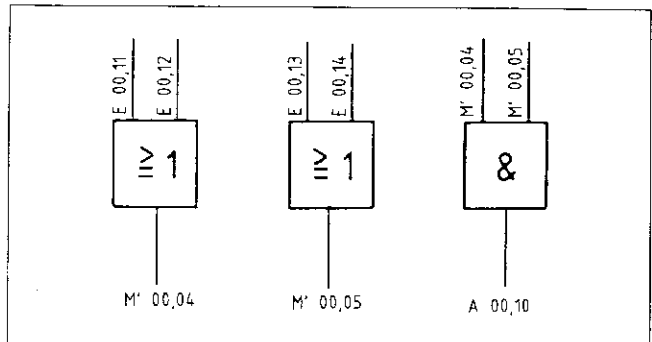 E 00,11
E 00,12
E 00,13
E 00,14
M' 00,04
M' 00,05
≥ 1
≥ 1
&
M' 00,04
M' 00,05
A 00,10